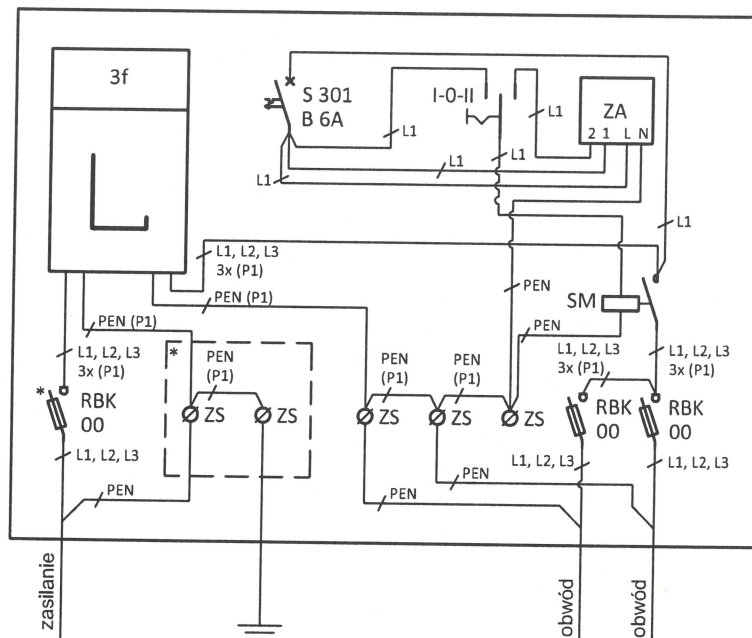 3f
S 301
B 6A
I-0-II
ZA
2 1 L N
L1
L1
L1
L1
L1
L1
L1, L2, L3
3x (P1)
PEN (P1)
PEN
SM
PEN (P1)
PEN
L1, L2, L3
3x (P1)
*
PEN
(P1)
PEN
(P1)
PEN
(P1)
L1, L2, L3
3x (P1)
L1, L2, L3
3x (P1)
*
RBK
00
ZS
ZS
ZS
ZS
ZS
RBK
00
RBK
00
L1, L2, L3
L1, L2, L3
L1, L2, L3
PEN
PEN
zasilanie
obwód
obwód